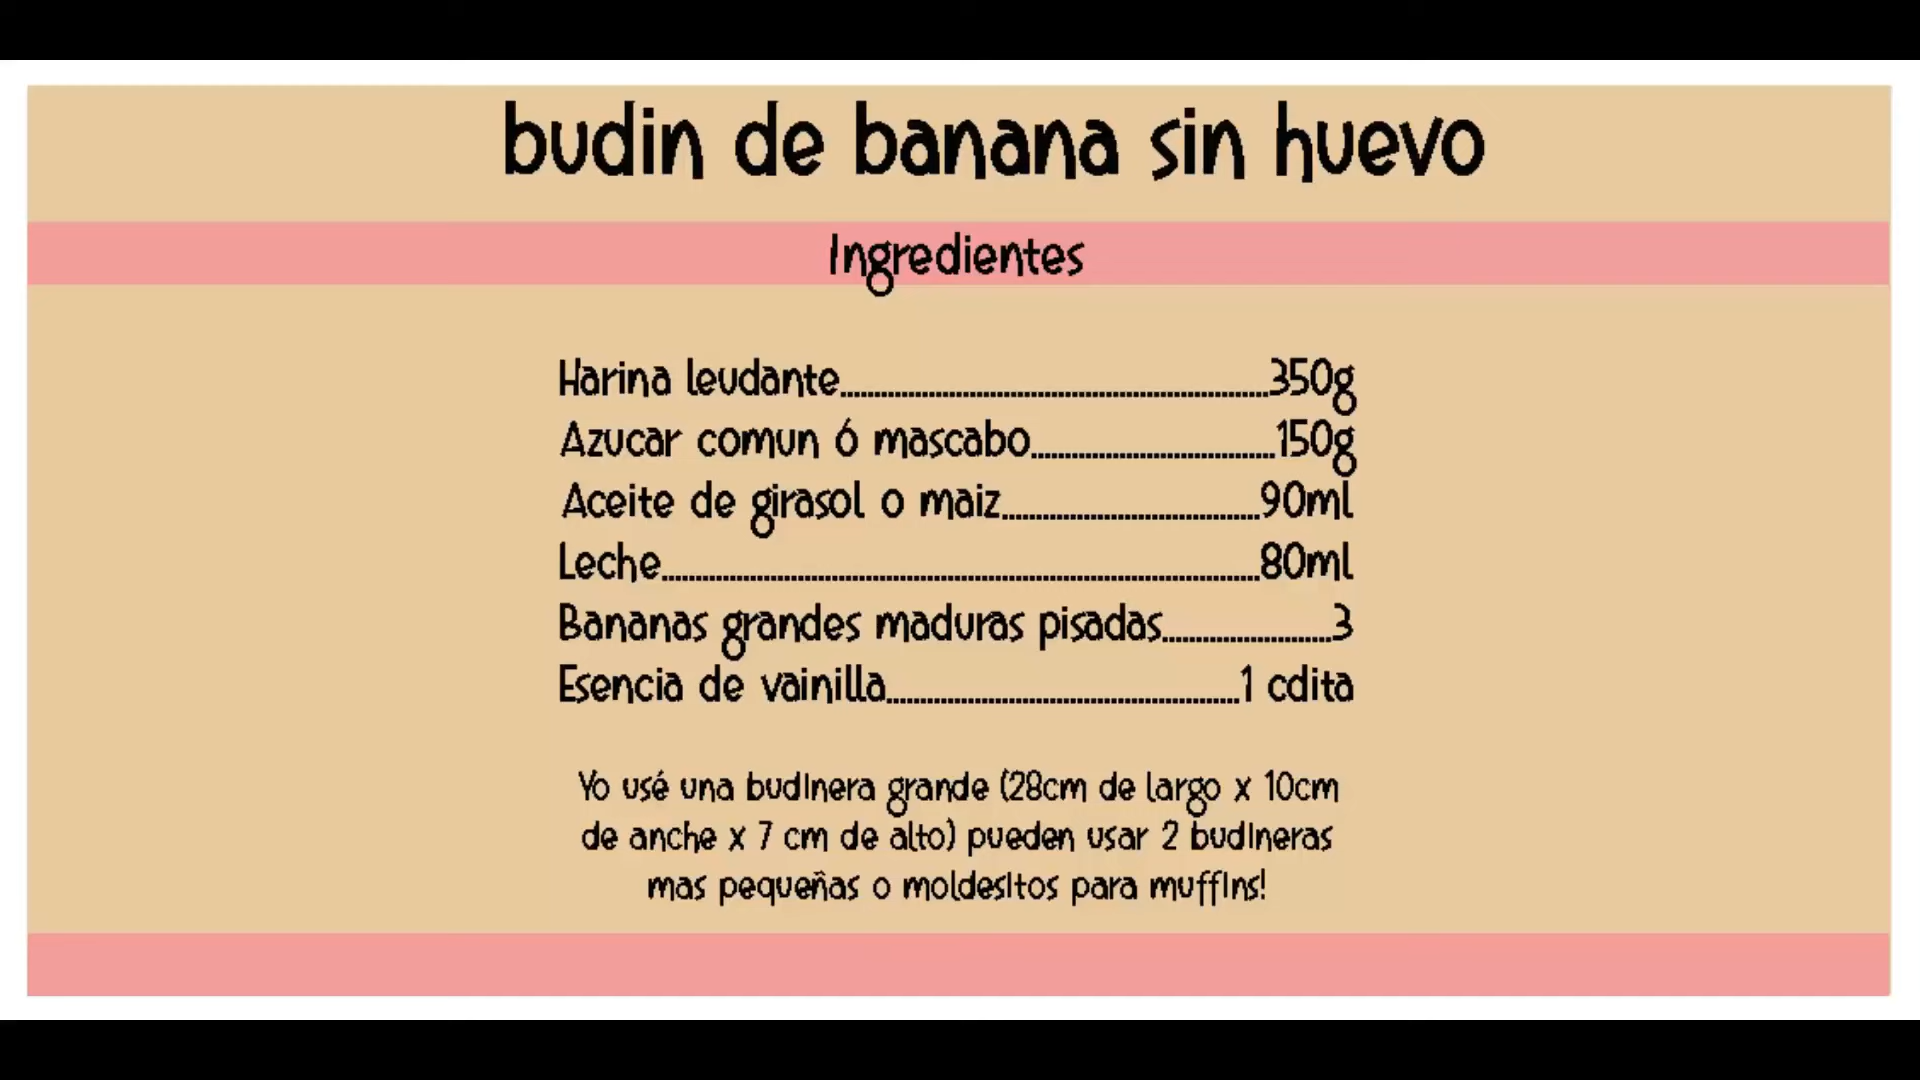 budin de banana sin huevo
Ingredientes
Harina leudante..........................................................350g
Azucar comun ó mascabo.................................150g
Aceite de girasol o maiz...................................90ml
Leche.................................................................................80ml
Bananas grandes maduras pisadas.......................3
Esencia de vainilla................................................1 cdita
Yo usé una budinera grande (28cm de largo x 10cm
de anche x 7 cm de alto) pueden usar 2 budineras
mas pequeñas o moldesitos para muffins!